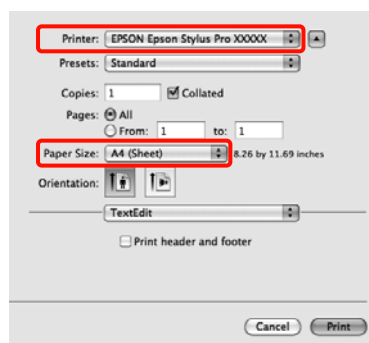 Printer: EPSON Epson Stylus Pro XXXXX
Presets: Standard
Copies: 1 Collated
Pages: All
From: 1 to: 1
Paper Size: A4 (Sheet) 8.26 by 11.69 inches
Orientation:
TextEdit
Print header and footer
Cancel Print